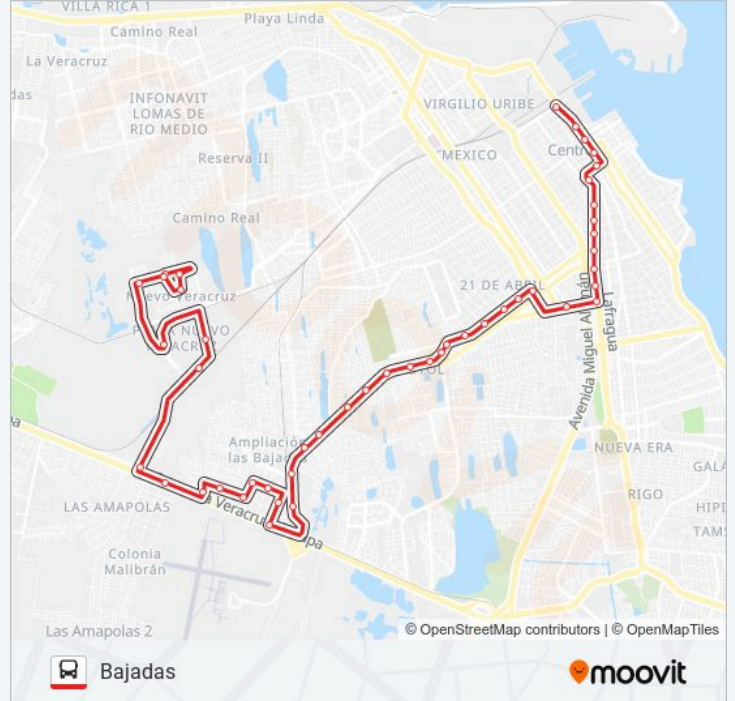 VILLA RICA 1
Playa Linda
Camino Real
La Veracruz
das
INFONAVIT
LOMAS DE
RIO MEDIO
VIRGILIO URIBE
Reserva II
MEXICO
Centro
Camino Real
21 DE ABRIL
Nuevo Veracruz
Lafragua
Avenida Miguel Alemán
Ampliación
las Bajadas
NUEVA ERA
GALA
RIGO
LAS AMAPOLAS
HIPI
TAMS
Colonia
Malibrán
Las Amapolas 2
© OpenStreetMap contributors | © OpenMapTiles
Bajadas
moovit